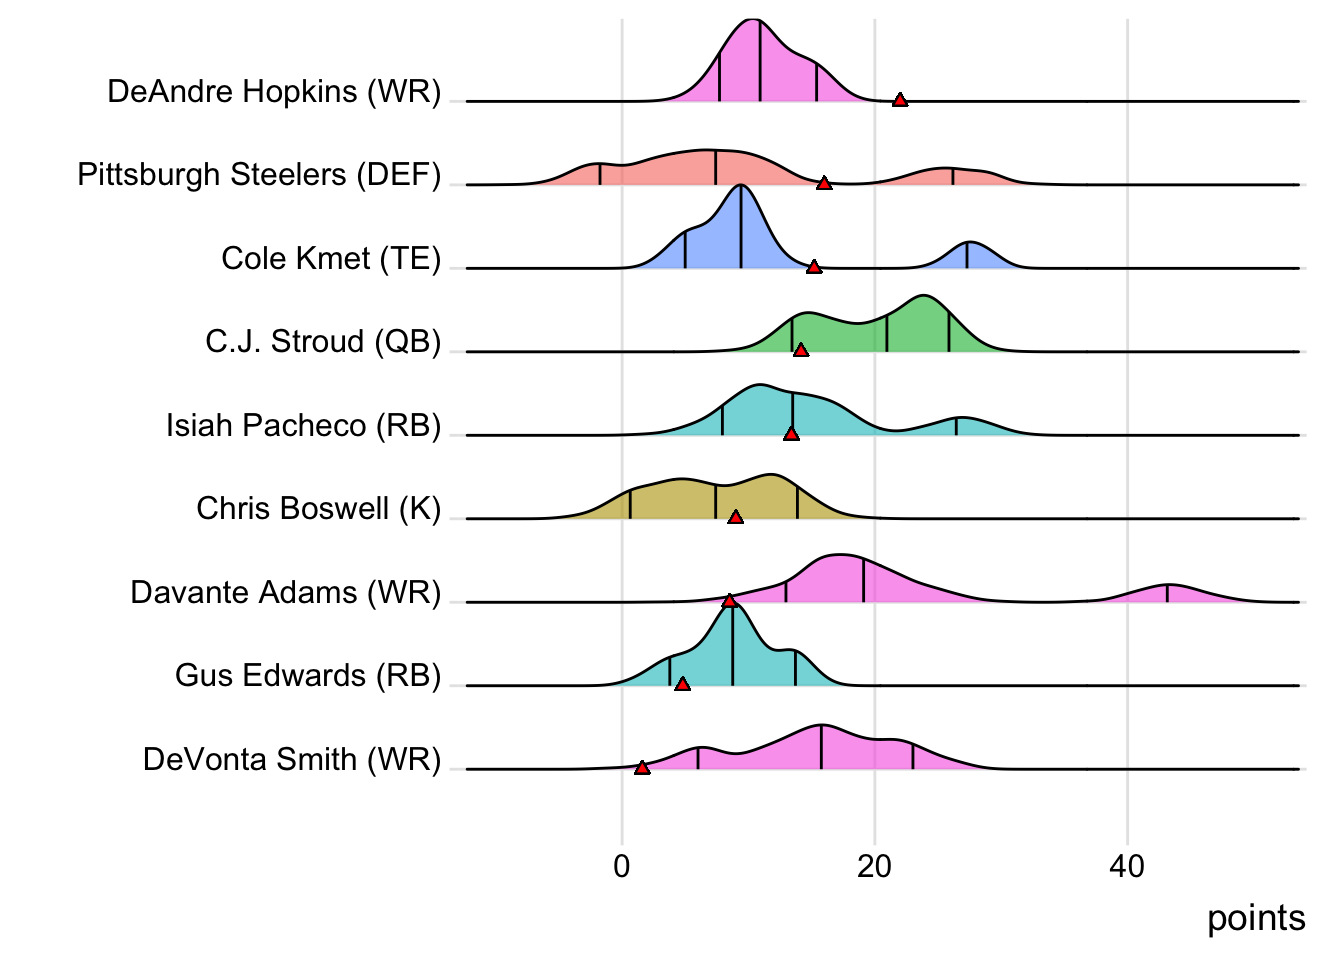 DeAndre Hopkins (WR)
Pittsburgh Steelers (DEF)
Cole Kmet (TE)
C.J. Stroud (QB)
Isiah Pacheco (RB)
Chris Boswell (K)
Davante Adams (WR)
Gus Edwards (RB)
DeVonta Smith (WR)
0 20 40
points